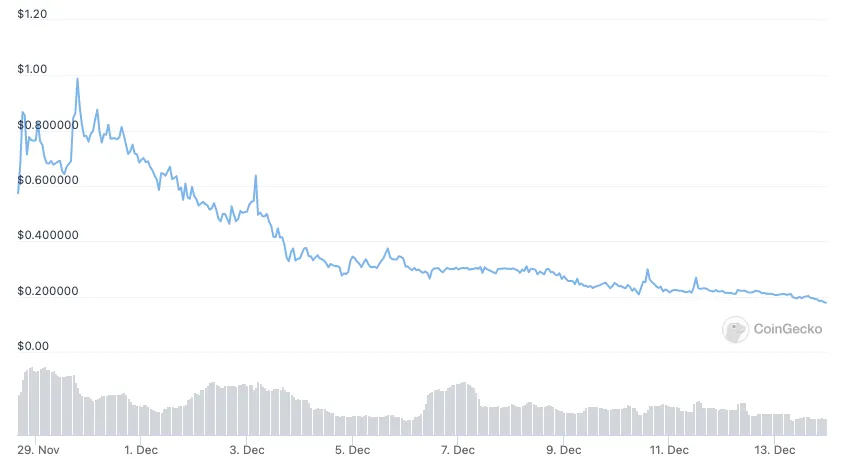 $1.20
$1.00
$0.800000
$0.600000
$0.400000
$0.200000
$0.00
CoinGecko
29. Nov
1. Dec
3. Dec
5. Dec
7. Dec
9. Dec
11. Dec
13. Dec